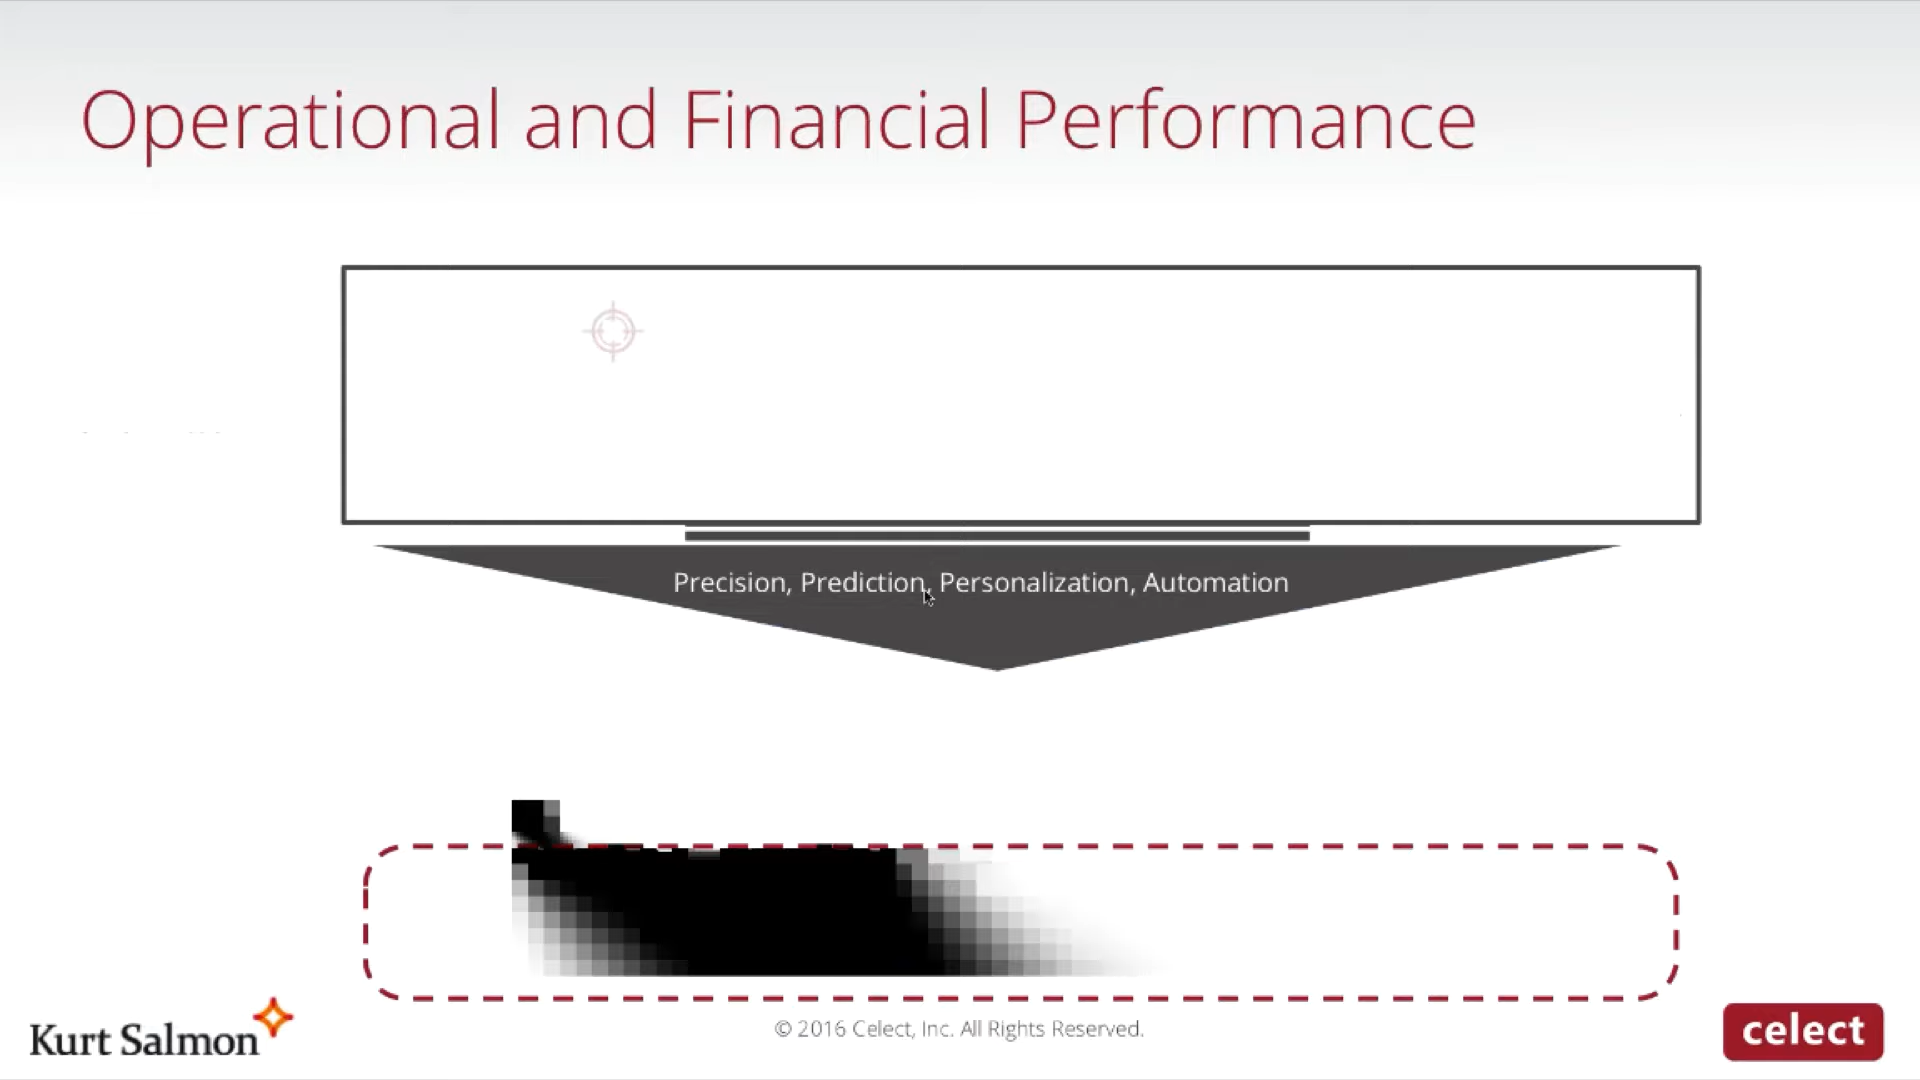 Operational and Financial Performance
Precision, Prediction, Personalization, Automation
Kurt Salmon
© 2016 Celect, Inc. All Rights Reserved.
celect